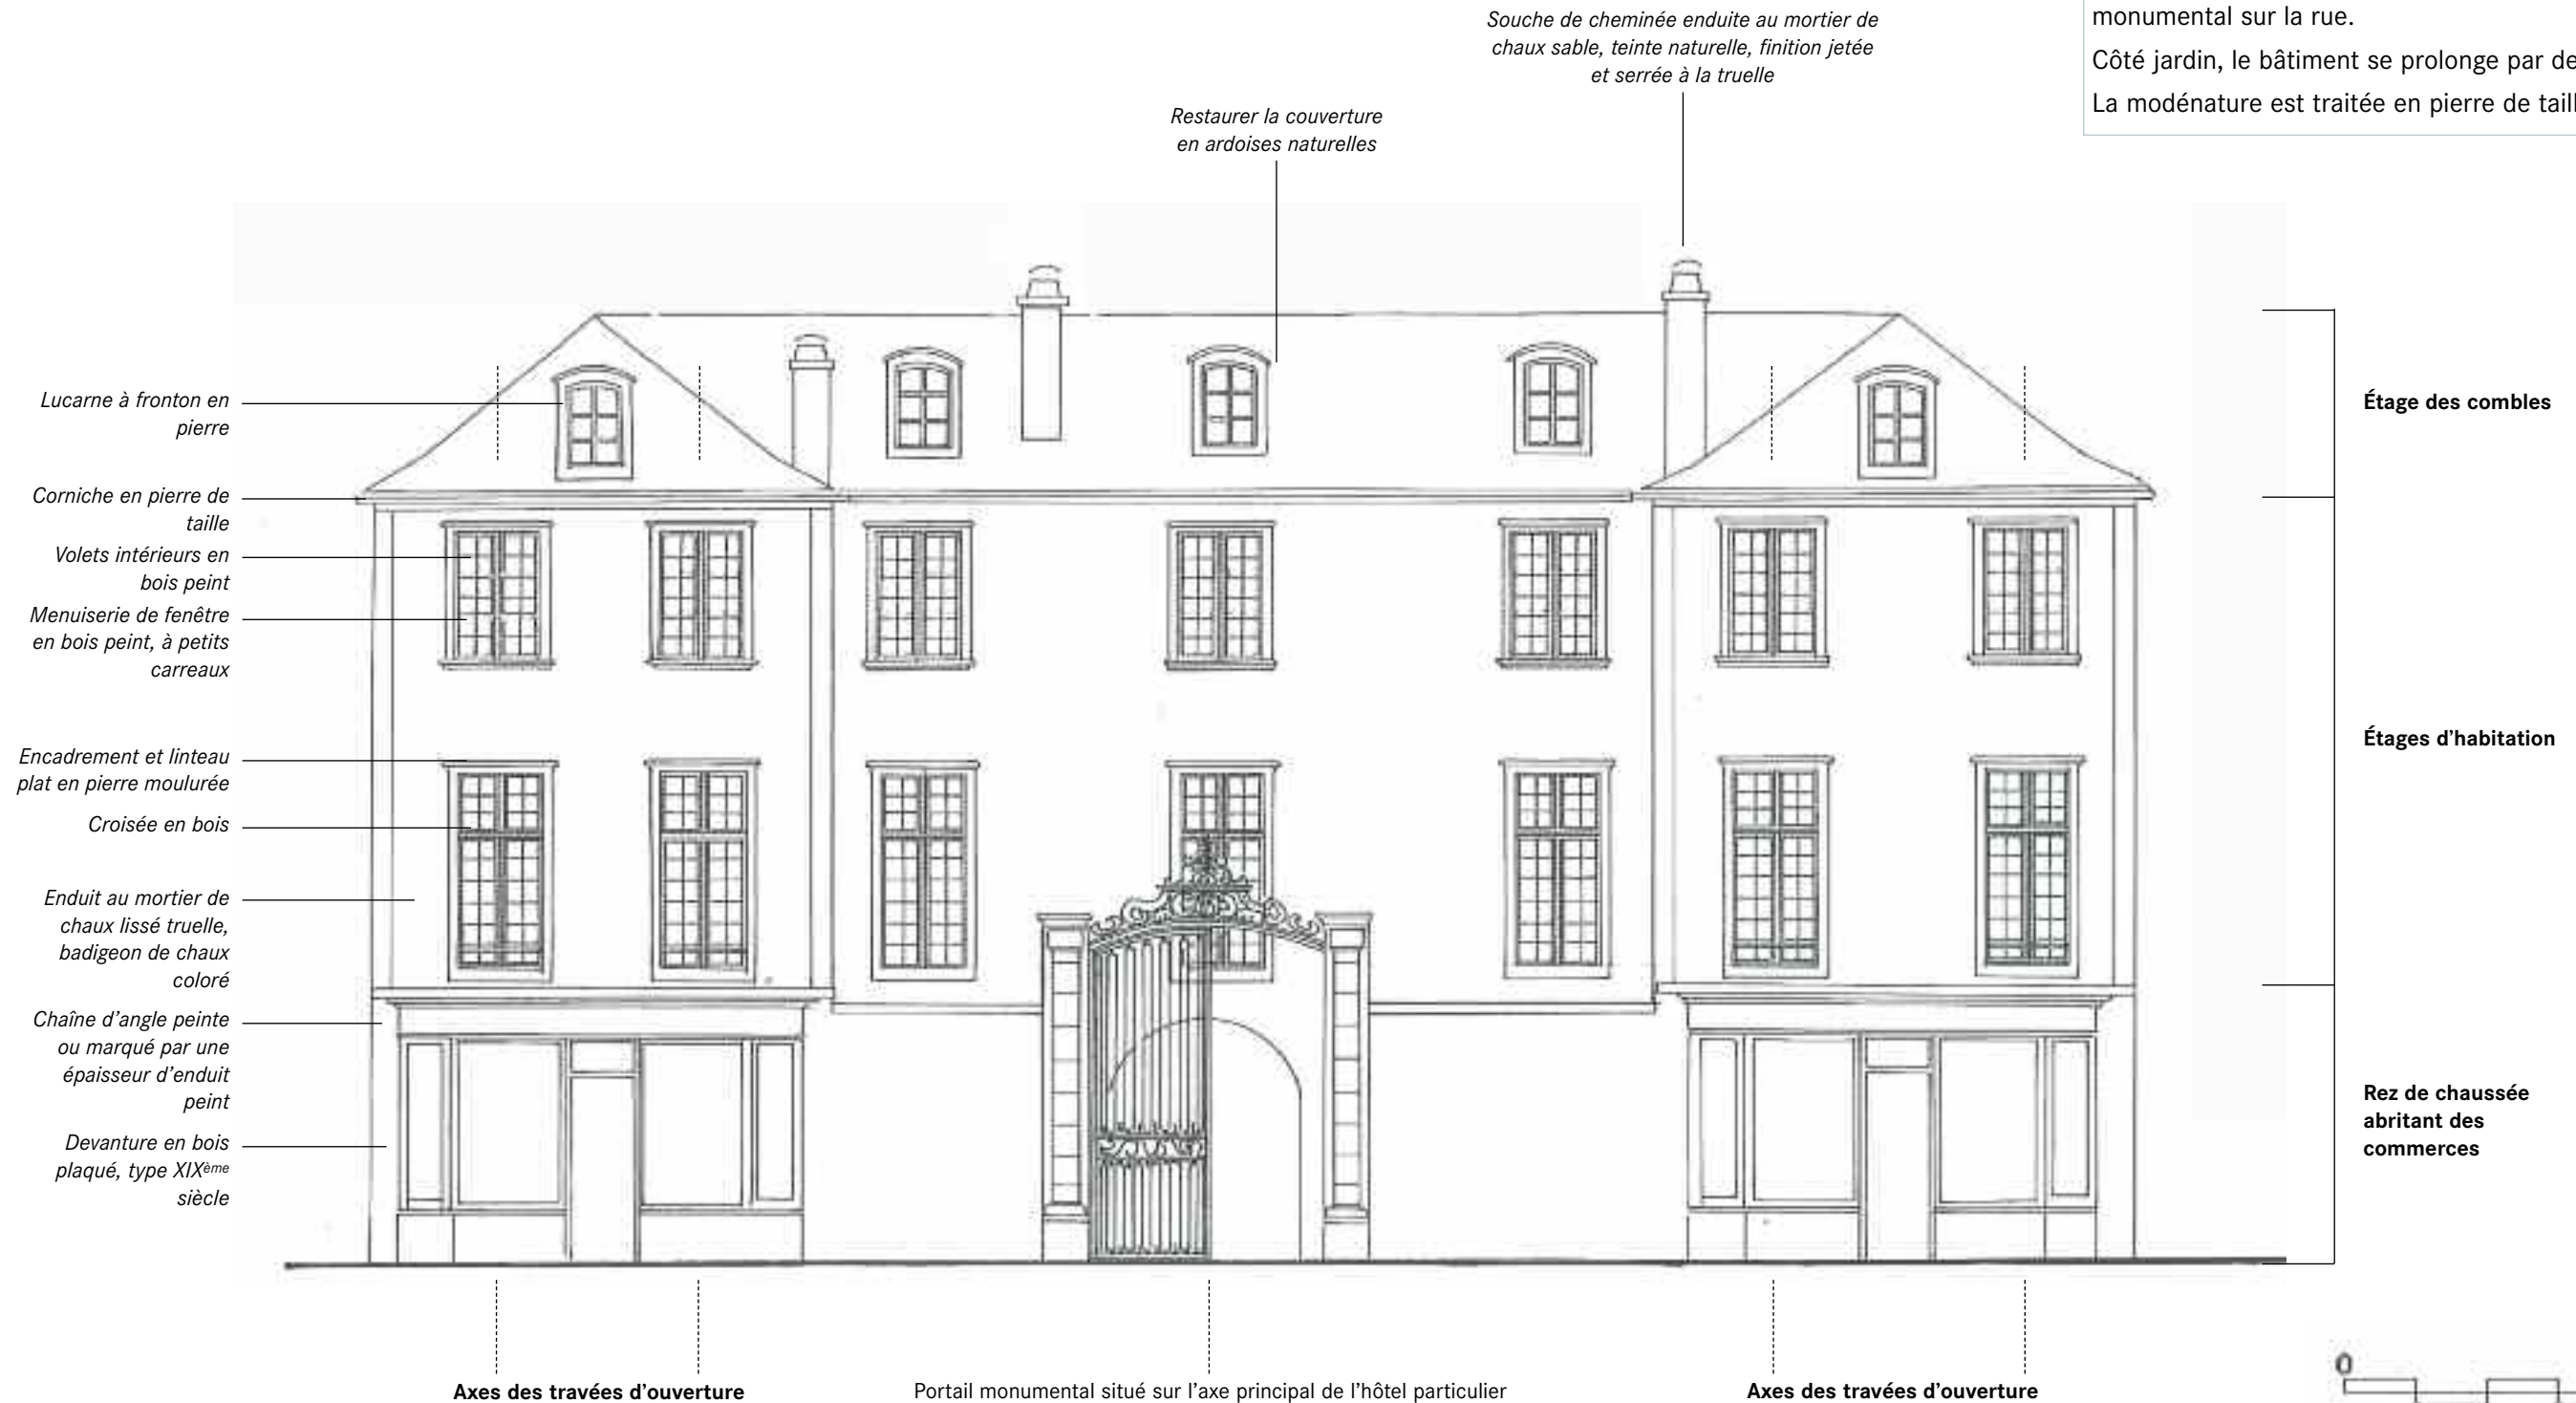 Souche de cheminée enduite au mortier de
chaux sable, teinte naturelle, finition jetée
et serrée à la truelle
monumental sur la rue.
Côté jardin, le bâtiment se prolonge par
La modénature est traitée en pierre de
Restaurer la couverture
en ardoises naturelles
Lucarne à fronton en
pierre
Corniche en pierre de
taille
Volets intérieurs en
bois peint
Menuiserie de fenêtre
en bois peint, à petits
carreaux
Encadrement et linteau
plat en pierre moulurée
Croisée en bois
Enduit au mortier de
chaux lissé truelle,
badigeon de chaux
coloré
Chaîne d'angle peinte
ou marqué par une
épaisseur d'enduit
peint
Devanture en bois
plaqué, type XIXème
siècle
Étage des combles
Étages d'habitation
Rez de chaussée
abritant des
commerces
Axes des travées d'ouverture
Portail monumental situé sur l'axe principal de l'hôtel particulier
Axes des travées d'ouverture
0